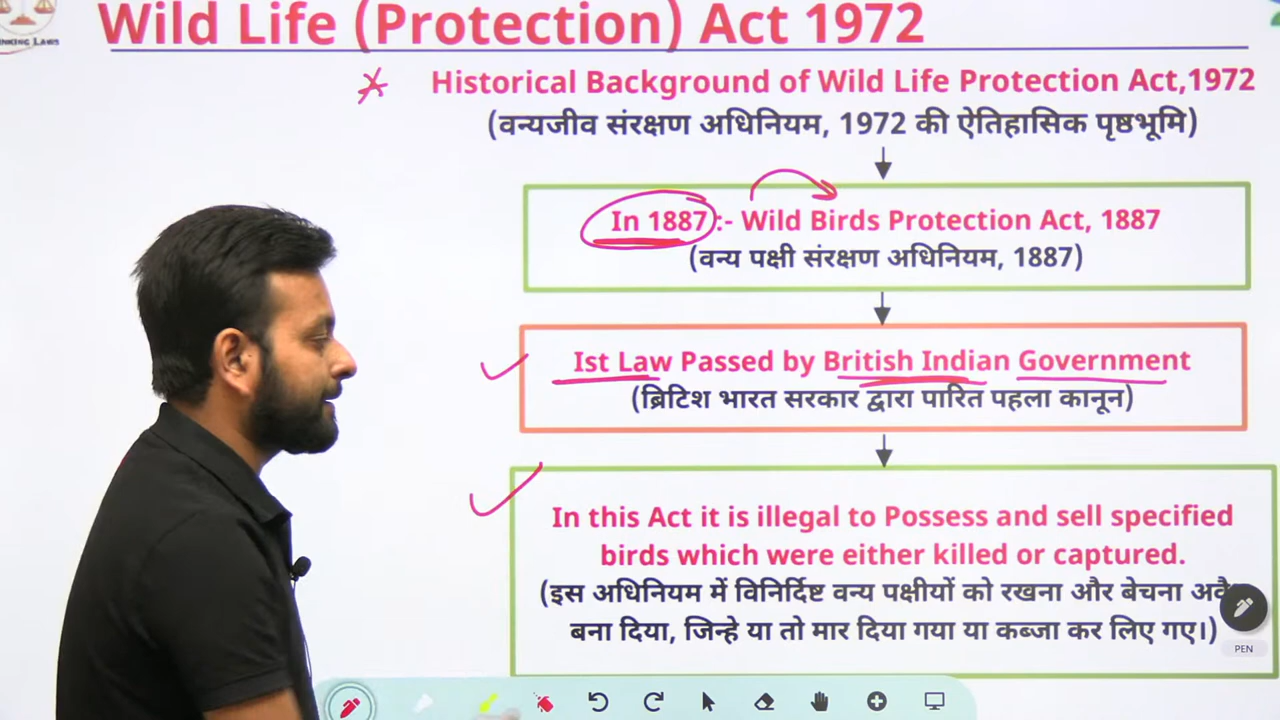 Wild Life (Protection) Act 1972
Historical Background of Wild Life Protection Act,1972
(वन्यजीव संरक्षण अधिनियम, 1972 की ऐतिहासिक पृष्ठभूमि)
In 1887 :- Wild Birds Protection Act, 1887
(वन्य पक्षी संरक्षण अधिनियम, 1887)
Ist Law Passed by British Indian Government
(ब्रिटिश भारत सरकार द्वारा पारित पहला कानून)
In this Act it is illegal to Possess and sell specified
birds which were either killed or captured.
(इस अधिनियम में विनिर्दिष्ट वन्य पक्षीयों को रखना और बेचना
बना दिया, जिन्हे या तो मार दिया गया या कब्जा कर लिए गए।)
PEN